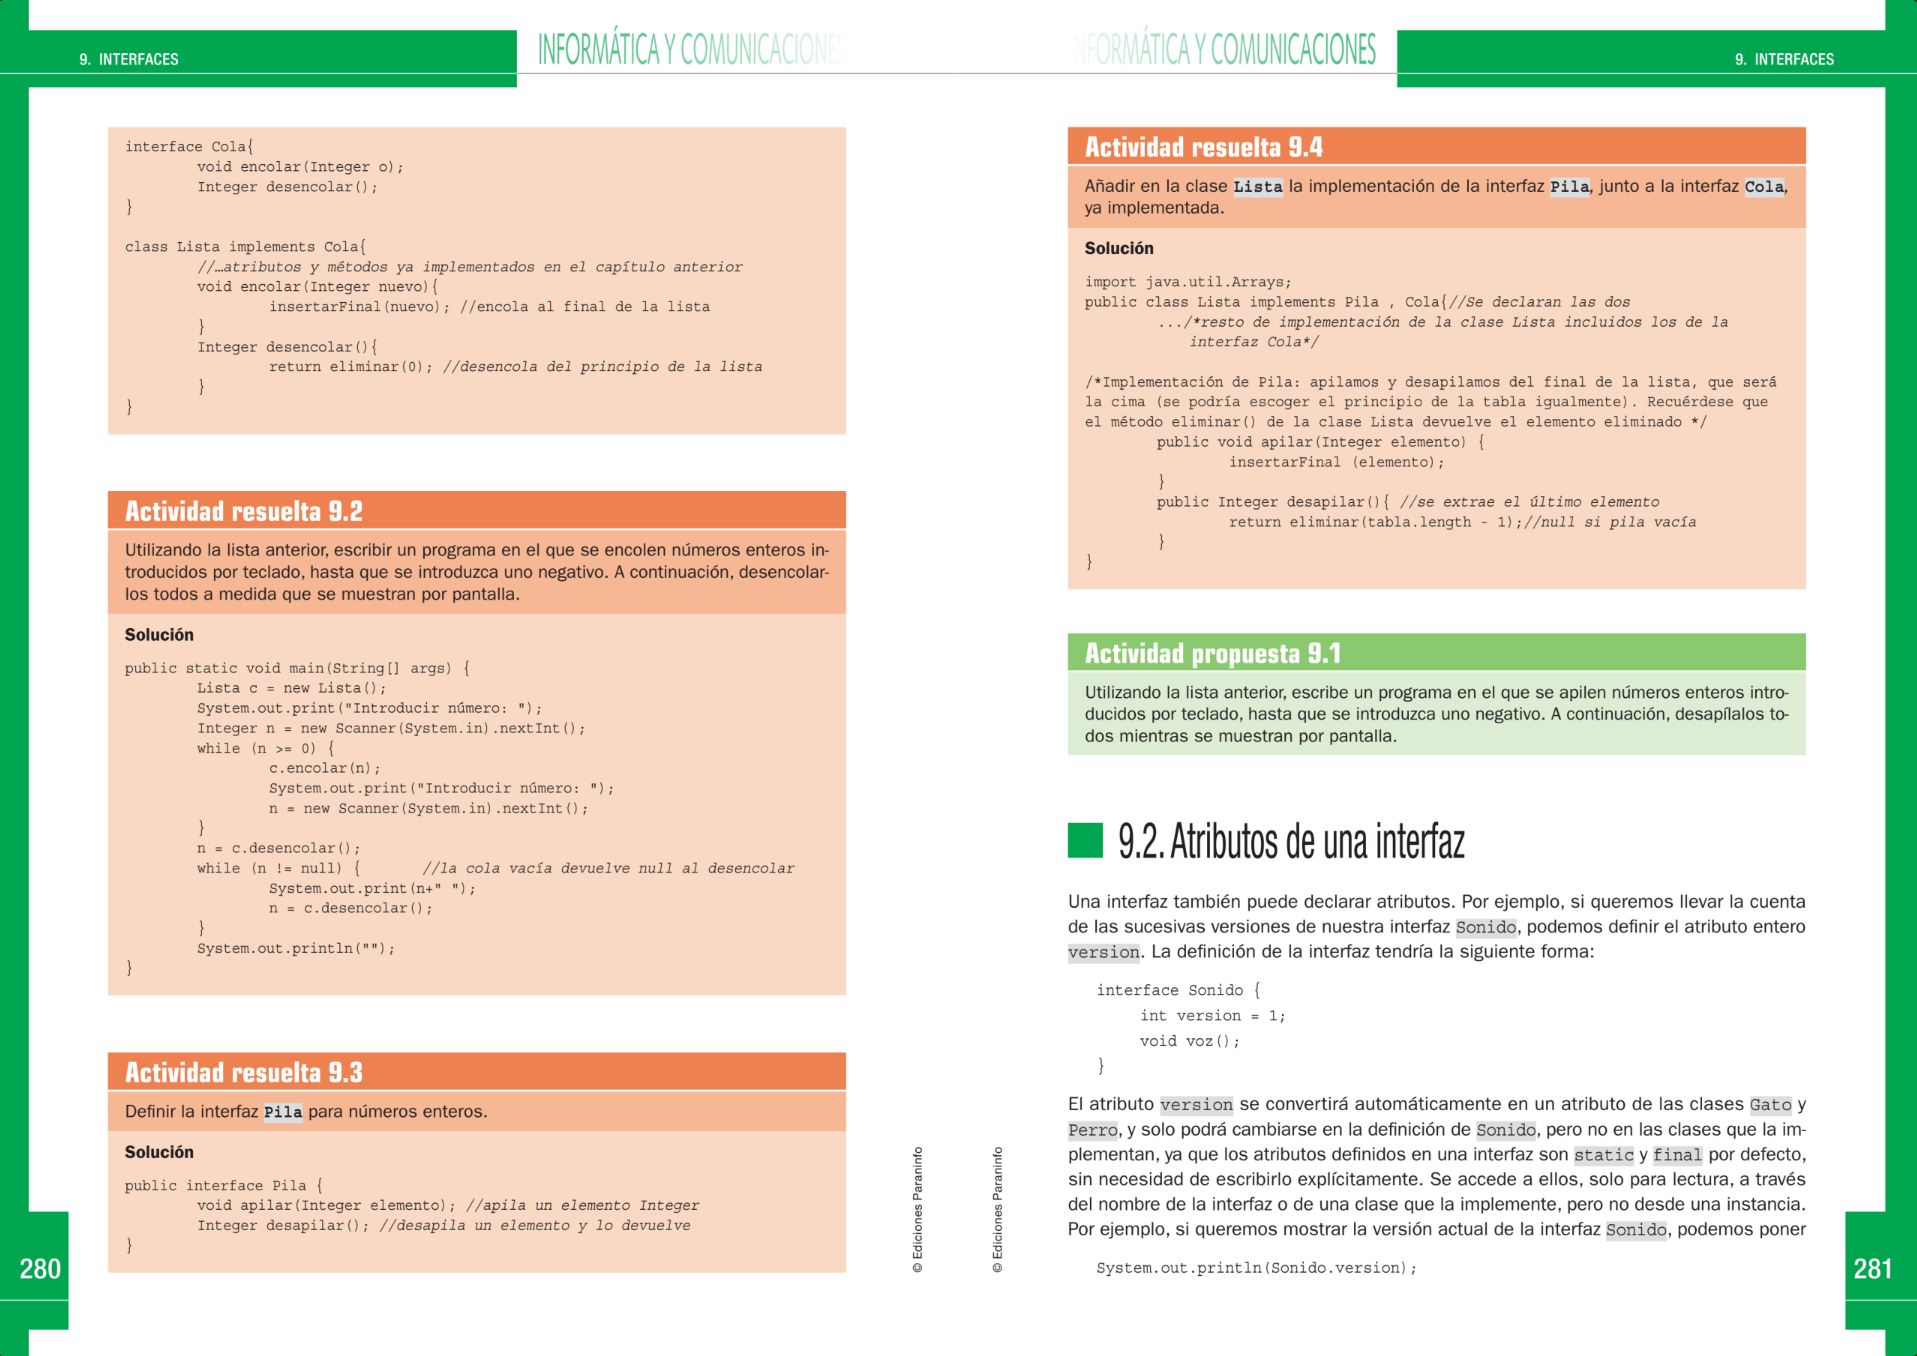 9. INTERFACES
INFORMÁTICA Y COMUNICACIONES
interface Cola{
void encolar(Integer o);
Integer desencolar();
}
class Lista implements Cola{
//…atributos y métodos ya implementados en el capítulo anterior
void encolar(Integer nuevo){
insertarFinal(nuevo); //encola al final de la lista
}
Integer desencolar(){
return eliminar(0); //desencola del principio de la lista
}
}
Actividad resuelta 9.2
Utilizando la lista anterior, escribir un programa en el que se encolen números enteros in-
troducidos por teclado, hasta que se introduzca uno negativo. A continuación, desencolar-
los todos a medida que se muestran por pantalla.
Solución
public static void main(String[] args) {
Lista c = new Lista();
System.out.print("Introducir número: ");
Integer n = new Scanner(System.in).nextInt();
while (n >= 0) {
c.encolar(n);
System.out.print("Introducir número: ");
n = new Scanner(System.in).nextInt();
}
n = c.desencolar();
while (n != null) { //la cola vacía devuelve null al desencolar
System.out.print(n+" ");
n = c.desencolar();
}
System.out.println("");
}
Actividad resuelta 9.3
Definir la interfaz Pila para números enteros.
Solución
public interface Pila {
void apilar(Integer elemento); //apila un elemento Integer
Integer desapilar(); //desapila un elemento y lo devuelve
}
280
© Ediciones Paraninfo
INFORMÁTICA Y COMUNICACIONES
9. INTERFACES
Actividad resuelta 9.4
Añadir en la clase Lista la implementación de la interfaz Pila, junto a la interfaz Cola,
ya implementada.
Solución
import java.util.Arrays;
public class Lista implements Pila , Cola{//Se declaran las dos
.../*resto de implementación de la clase Lista incluidos los de la
interfaz Cola*/
/*Implementación de Pila: apilamos y desapilamos del final de la lista, que será
la cima (se podría escoger el principio de la tabla igualmente). Recuérdese que
el método eliminar() de la clase Lista devuelve el elemento eliminado */
public void apilar(Integer elemento) {
insertarFinal (elemento);
}
public Integer desapilar(){ //se extrae el último elemento
return eliminar(tabla.length - 1);//null si pila vacía
}
}
Actividad propuesta 9.1
Utilizando la lista anterior, escribe un programa en el que se apilen números enteros intro-
ducidos por teclado, hasta que se introduzca uno negativo. A continuación, desapílalos to-
dos mientras se muestran por pantalla.
9.2. Atributos de una interfaz
Una interfaz también puede declarar atributos. Por ejemplo, si queremos llevar la cuenta
de las sucesivas versiones de nuestra interfaz Sonido, podemos definir el atributo entero
version. La definición de la interfaz tendría la siguiente forma:
interface Sonido {
int version = 1;
void voz();
}
El atributo version se convertirá automáticamente en un atributo de las clases Gato y
Perro, y solo podrá cambiarse en la definición de Sonido, pero no en las clases que la im-
plementan, ya que los atributos definidos en una interfaz son static y final por defecto,
sin necesidad de escribirlo explícitamente. Se accede a ellos, solo para lectura, a través
del nombre de la interfaz o de una clase que la implemente, pero no desde una instancia.
Por ejemplo, si queremos mostrar la versión actual de la interfaz Sonido, podemos poner
System.out.println(Sonido.version);
© Ediciones Paraninfo
281